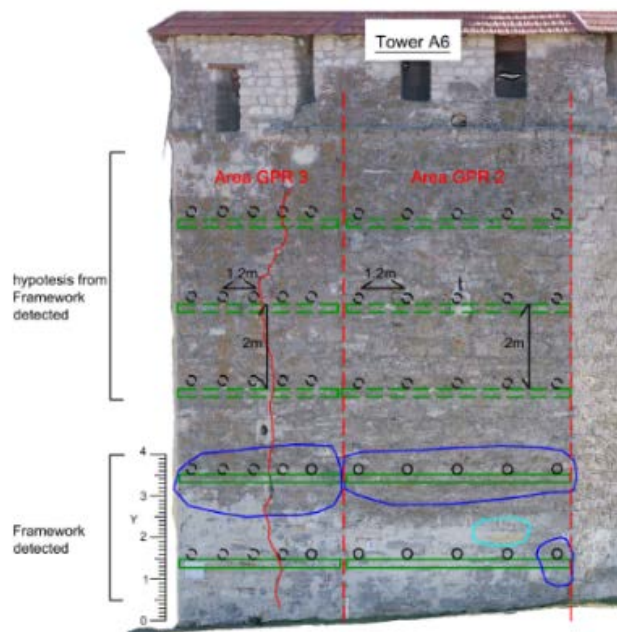 Tower A6
Area GPR 3
Area GPR 2
1.2m
1.2m
hypotesis from
Framework
detected
2m
2m
4
3
Y
2
1
0
Framework
detected